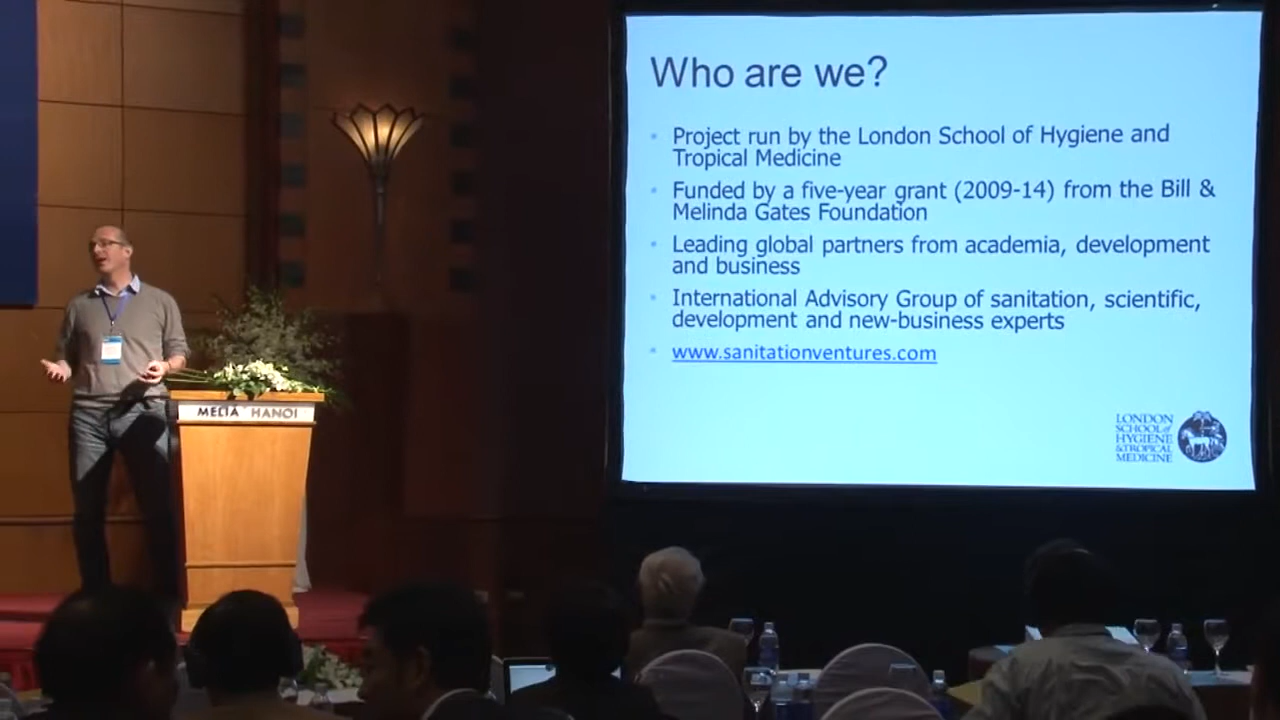 Who are we?
• Project run by the London School of Hygiene and
Tropical Medicine
• Funded by a five-year grant (2009-14) from the Bill &
Melinda Gates Foundation
• Leading global partners from academia, development
and business
• International Advisory Group of sanitation, scientific,
development and new-business experts
• www.sanitationventures.com
LONDON
SCHOOL of
HYGIENE
& TROPICAL
MEDICINE
MELIÁ HANOI